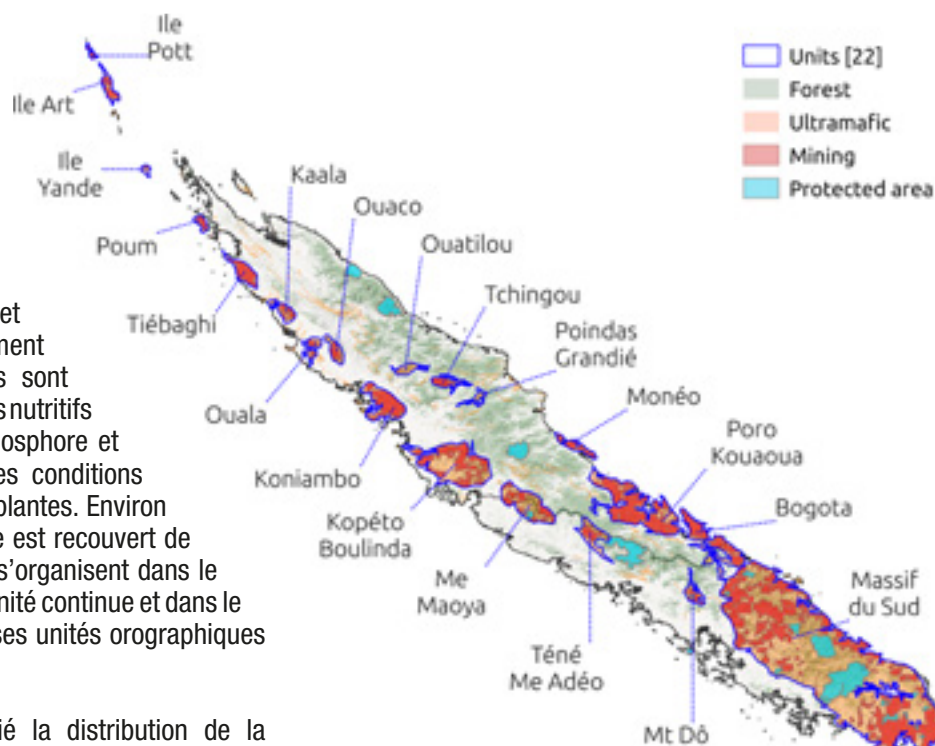 Ile
Pott
Ile Art
Ile
Yande
Poum
Tiébaghi
Kaala
Ouaco
Ouatilou
Tchingou
Poindas
Grandié
Ouala
Koniambo
Kopéto
Boulinda
Me
Maoya
Monéo
Poro
Kouaoua
Bogota
Massif
du Sud
Téné
Me Adéo
Mt Dô
Units [22]
Forest
Ultramafic
Mining
Protected area
et
ment
s sont
s nutritifs
osphore et
es conditions
plantes. Environ
e est recouvert de
s'organisent dans le
nité continue et dans le
ses unités orographiques
ié la distribution de la